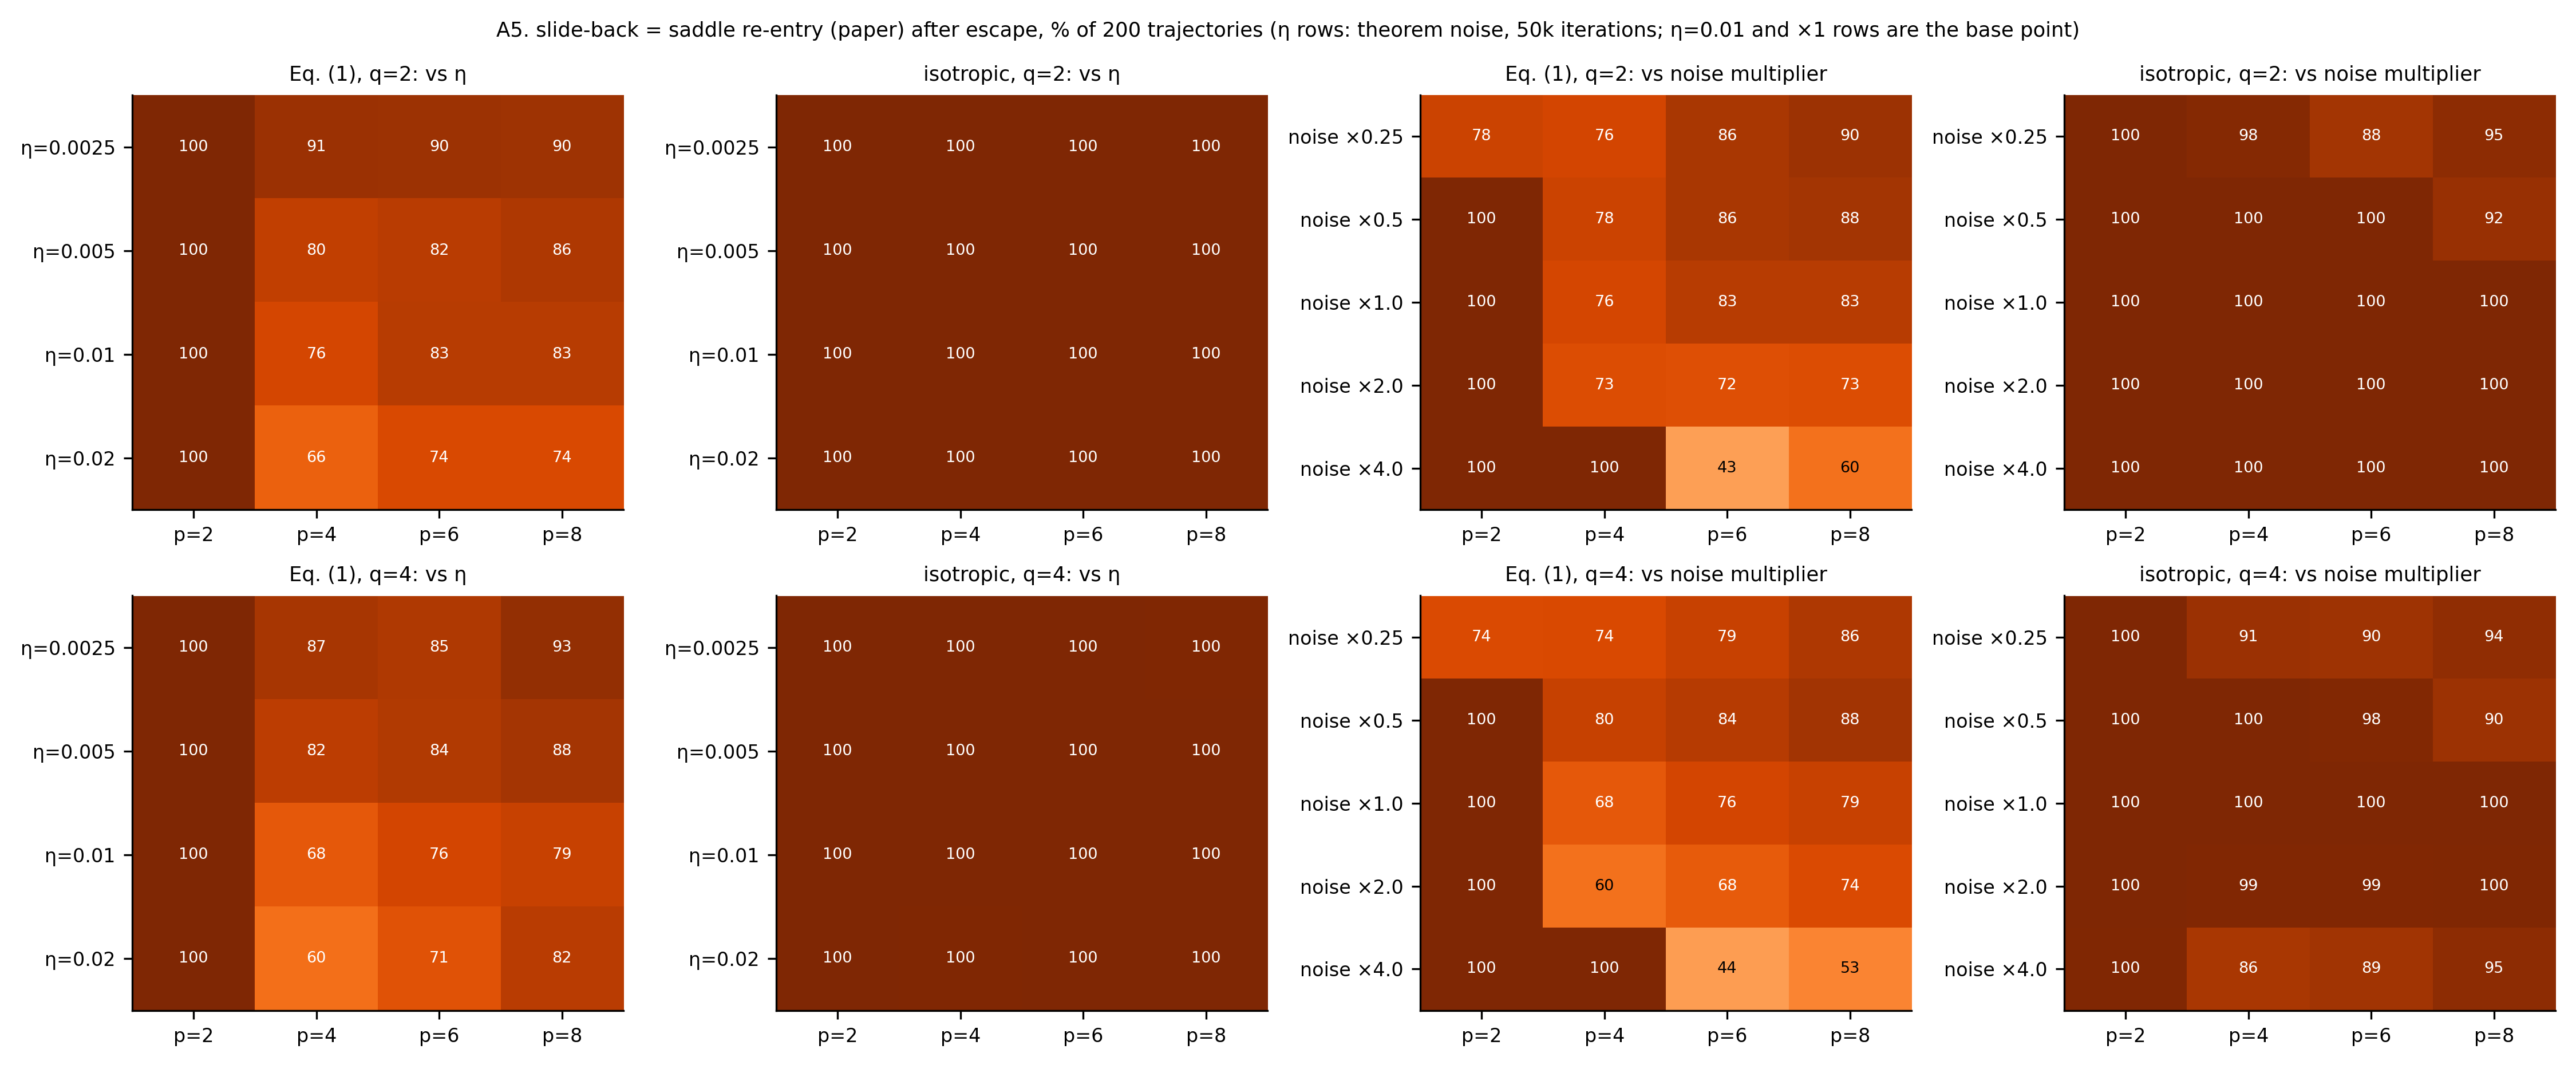 A5. slide-back = saddle re-entry (paper) after escape, % of 200 trajectories (η rows: theorem noise, 50k iterations; η=0.01 and ×1 rows are the base point)
Eq. (1), q=2: vs η
η=0.0025 100 91 90 90
η=0.005 100 80 82 86
η=0.01 100 76 83 83
η=0.02 100 66 74 74
p=2 p=4 p=6 p=8
isotropic, q=2: vs η
η=0.0025 100 100 100 100
η=0.005 100 100 100 100
η=0.01 100 100 100 100
η=0.02 100 100 100 100
p=2 p=4 p=6 p=8
Eq. (1), q=2: vs noise multiplier
noise ×0.25 78 76 86 90
noise ×0.5 100 78 86 88
noise ×1.0 100 76 83 83
noise ×2.0 100 73 72 73
noise ×4.0 100 100 43 60
p=2 p=4 p=6 p=8
isotropic, q=2: vs noise multiplier
noise ×0.25 100 98 88 95
noise ×0.5 100 100 100 92
noise ×1.0 100 100 100 100
noise ×2.0 100 100 100 100
noise ×4.0 100 100 100 100
p=2 p=4 p=6 p=8
Eq. (1), q=4: vs η
η=0.0025 100 87 85 93
η=0.005 100 82 84 88
η=0.01 100 68 76 79
η=0.02 100 60 71 82
p=2 p=4 p=6 p=8
isotropic, q=4: vs η
η=0.0025 100 100 100 100
η=0.005 100 100 100 100
η=0.01 100 100 100 100
η=0.02 100 100 100 100
p=2 p=4 p=6 p=8
Eq. (1), q=4: vs noise multiplier
noise ×0.25 74 74 79 86
noise ×0.5 100 80 84 88
noise ×1.0 100 68 76 79
noise ×2.0 100 60 68 74
noise ×4.0 100 100 44 53
p=2 p=4 p=6 p=8
isotropic, q=4: vs noise multiplier
noise ×0.25 100 91 90 94
noise ×0.5 100 100 98 90
noise ×1.0 100 100 100 100
noise ×2.0 100 99 99 100
noise ×4.0 100 86 89 95
p=2 p=4 p=6 p=8